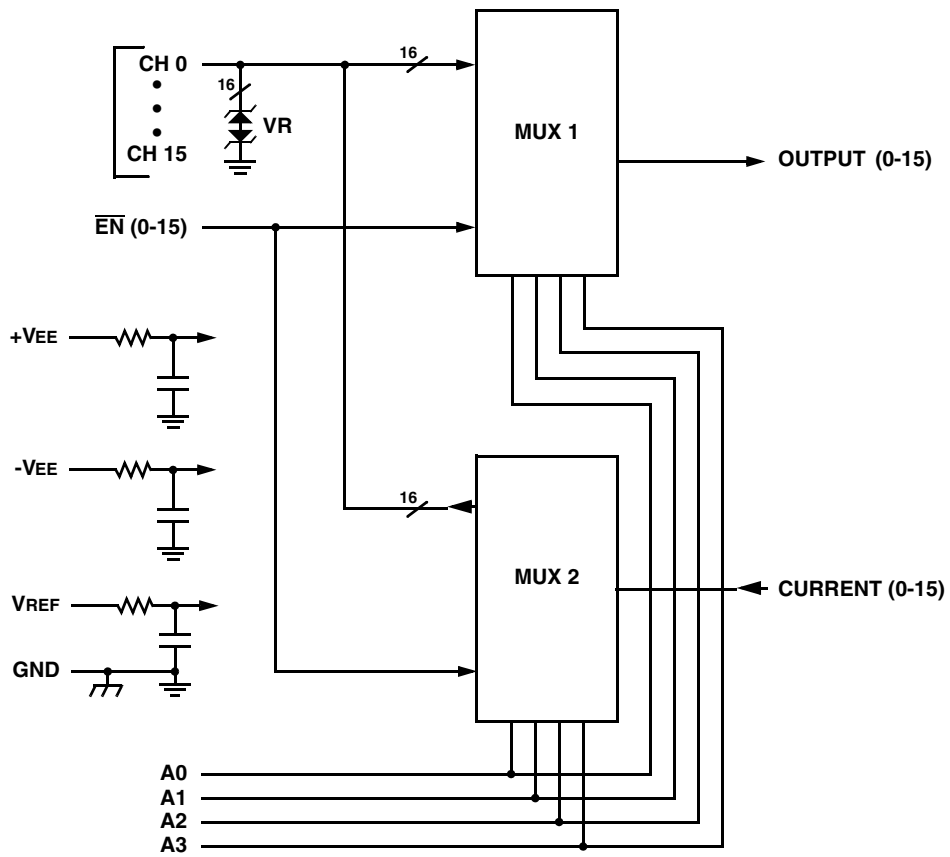 CH 0
16
16
VR
MUX 1
CH 15
OUTPUT (0-15)
EN (0-15)
+VEE
-VEE
16
MUX 2
CURRENT (0-15)
VREF
GND
A0
A1
A2
A3